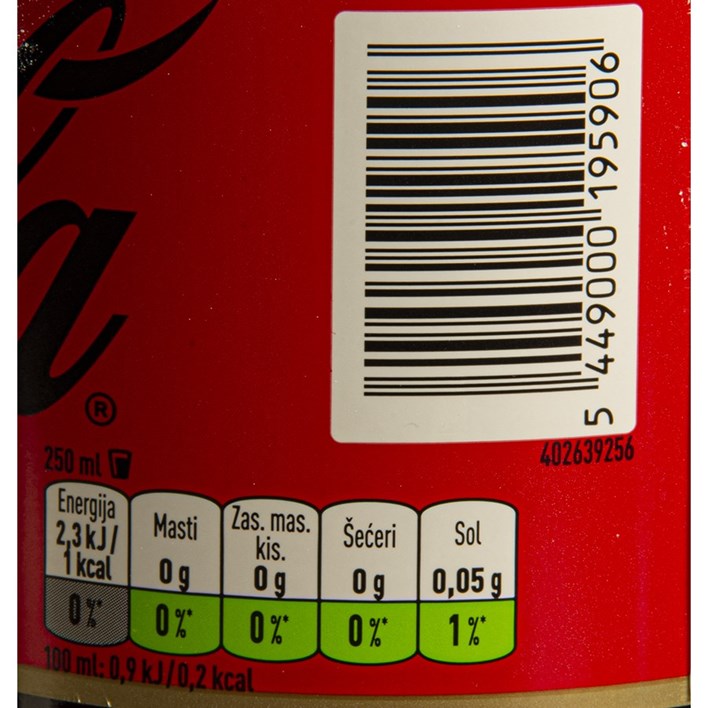 a®
5 449000 195906
402639256
250 ml
Energija
2,3 kJ /
1 kcal
0 %*
Masti
0 g
0 %*
Zas. mas.
kis.
0 g
0 %*
Šećeri
0 g
0 %*
Sol
0,05 g
1 %*
100 ml: 0,9 kJ / 0,2 kcal